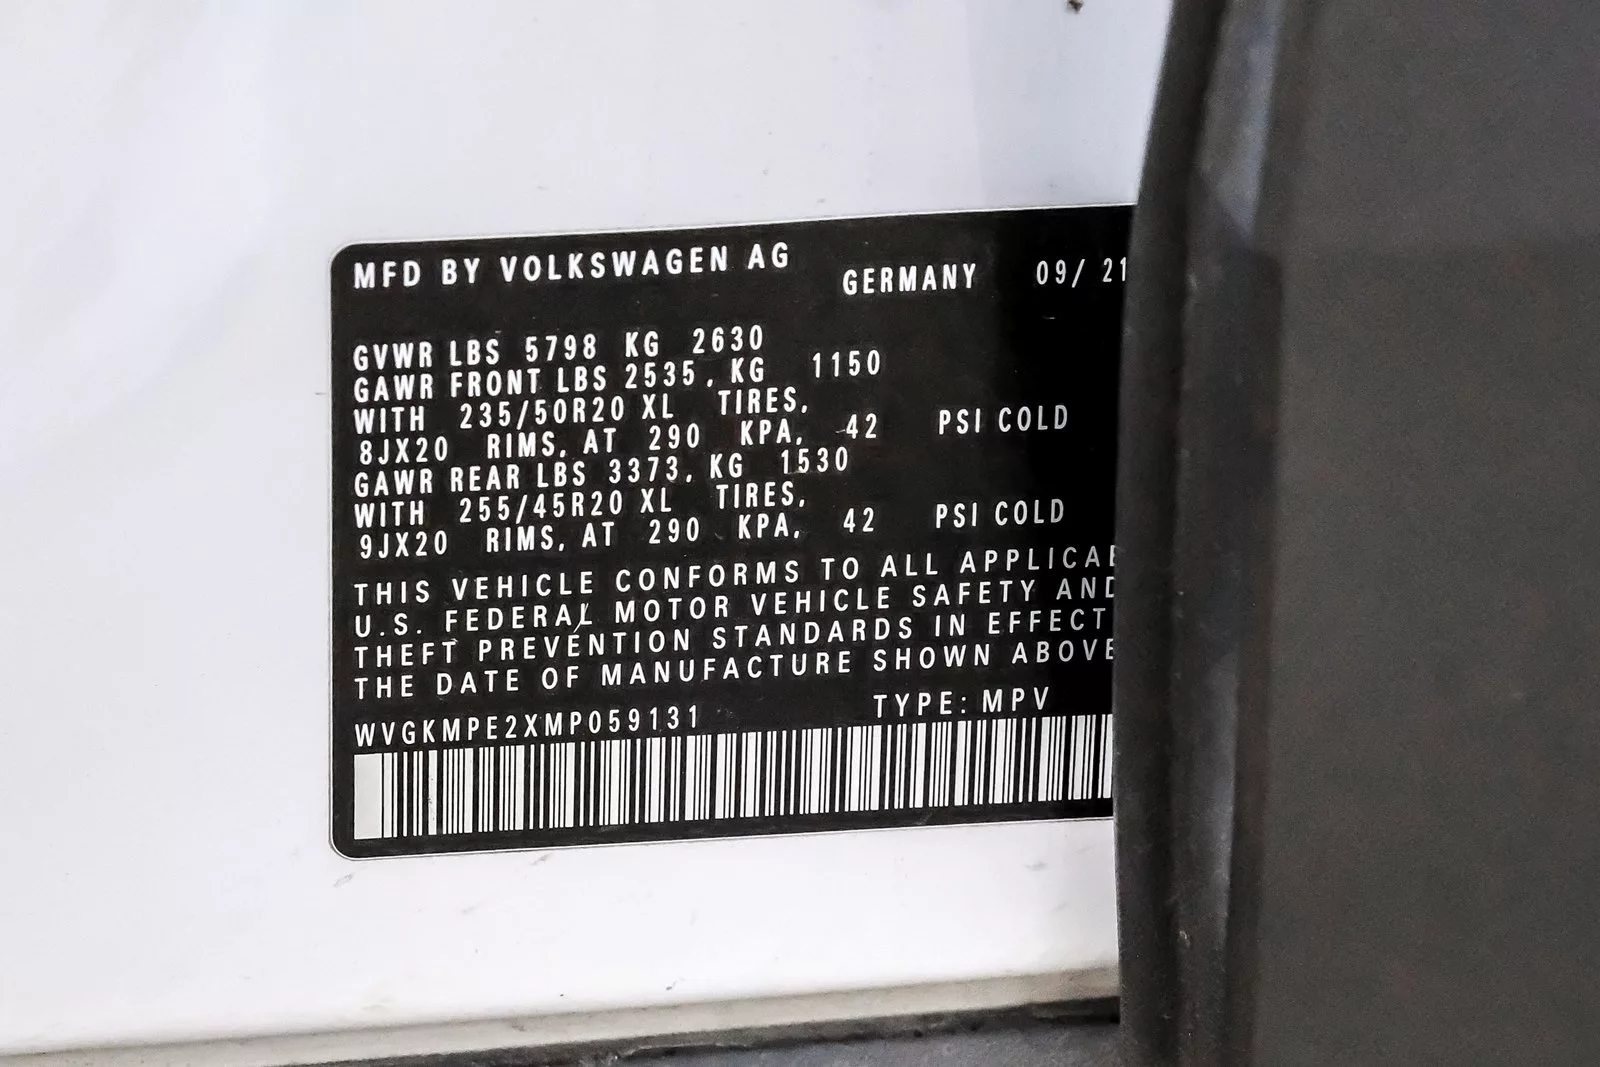 MFD BY VOLKSWAGEN AG
GERMANY 09/ 21
GVWR LBS 5798 KG 2630
GAWR FRONT LBS 2535, KG 1150
WITH 235/50R20 XL TIRES,
8JX20 RIMS, AT 290 KPA, 42 PSI COLD
GAWR REAR LBS 3373, KG 1530
WITH 255/45R20 XL TIRES,
9JX20 RIMS, AT 290 KPA, 42 PSI COLD
THIS VEHICLE CONFORMS TO ALL
U.S. FEDERAL MOTOR VEHICLE SAFETY AND
THEFT PREVENTION STANDARDS IN EFFECT
THE DATE OF MANUFACTURE SHOWN ABOVE
TYPE: MPV
WVGKMPE2XMP059131